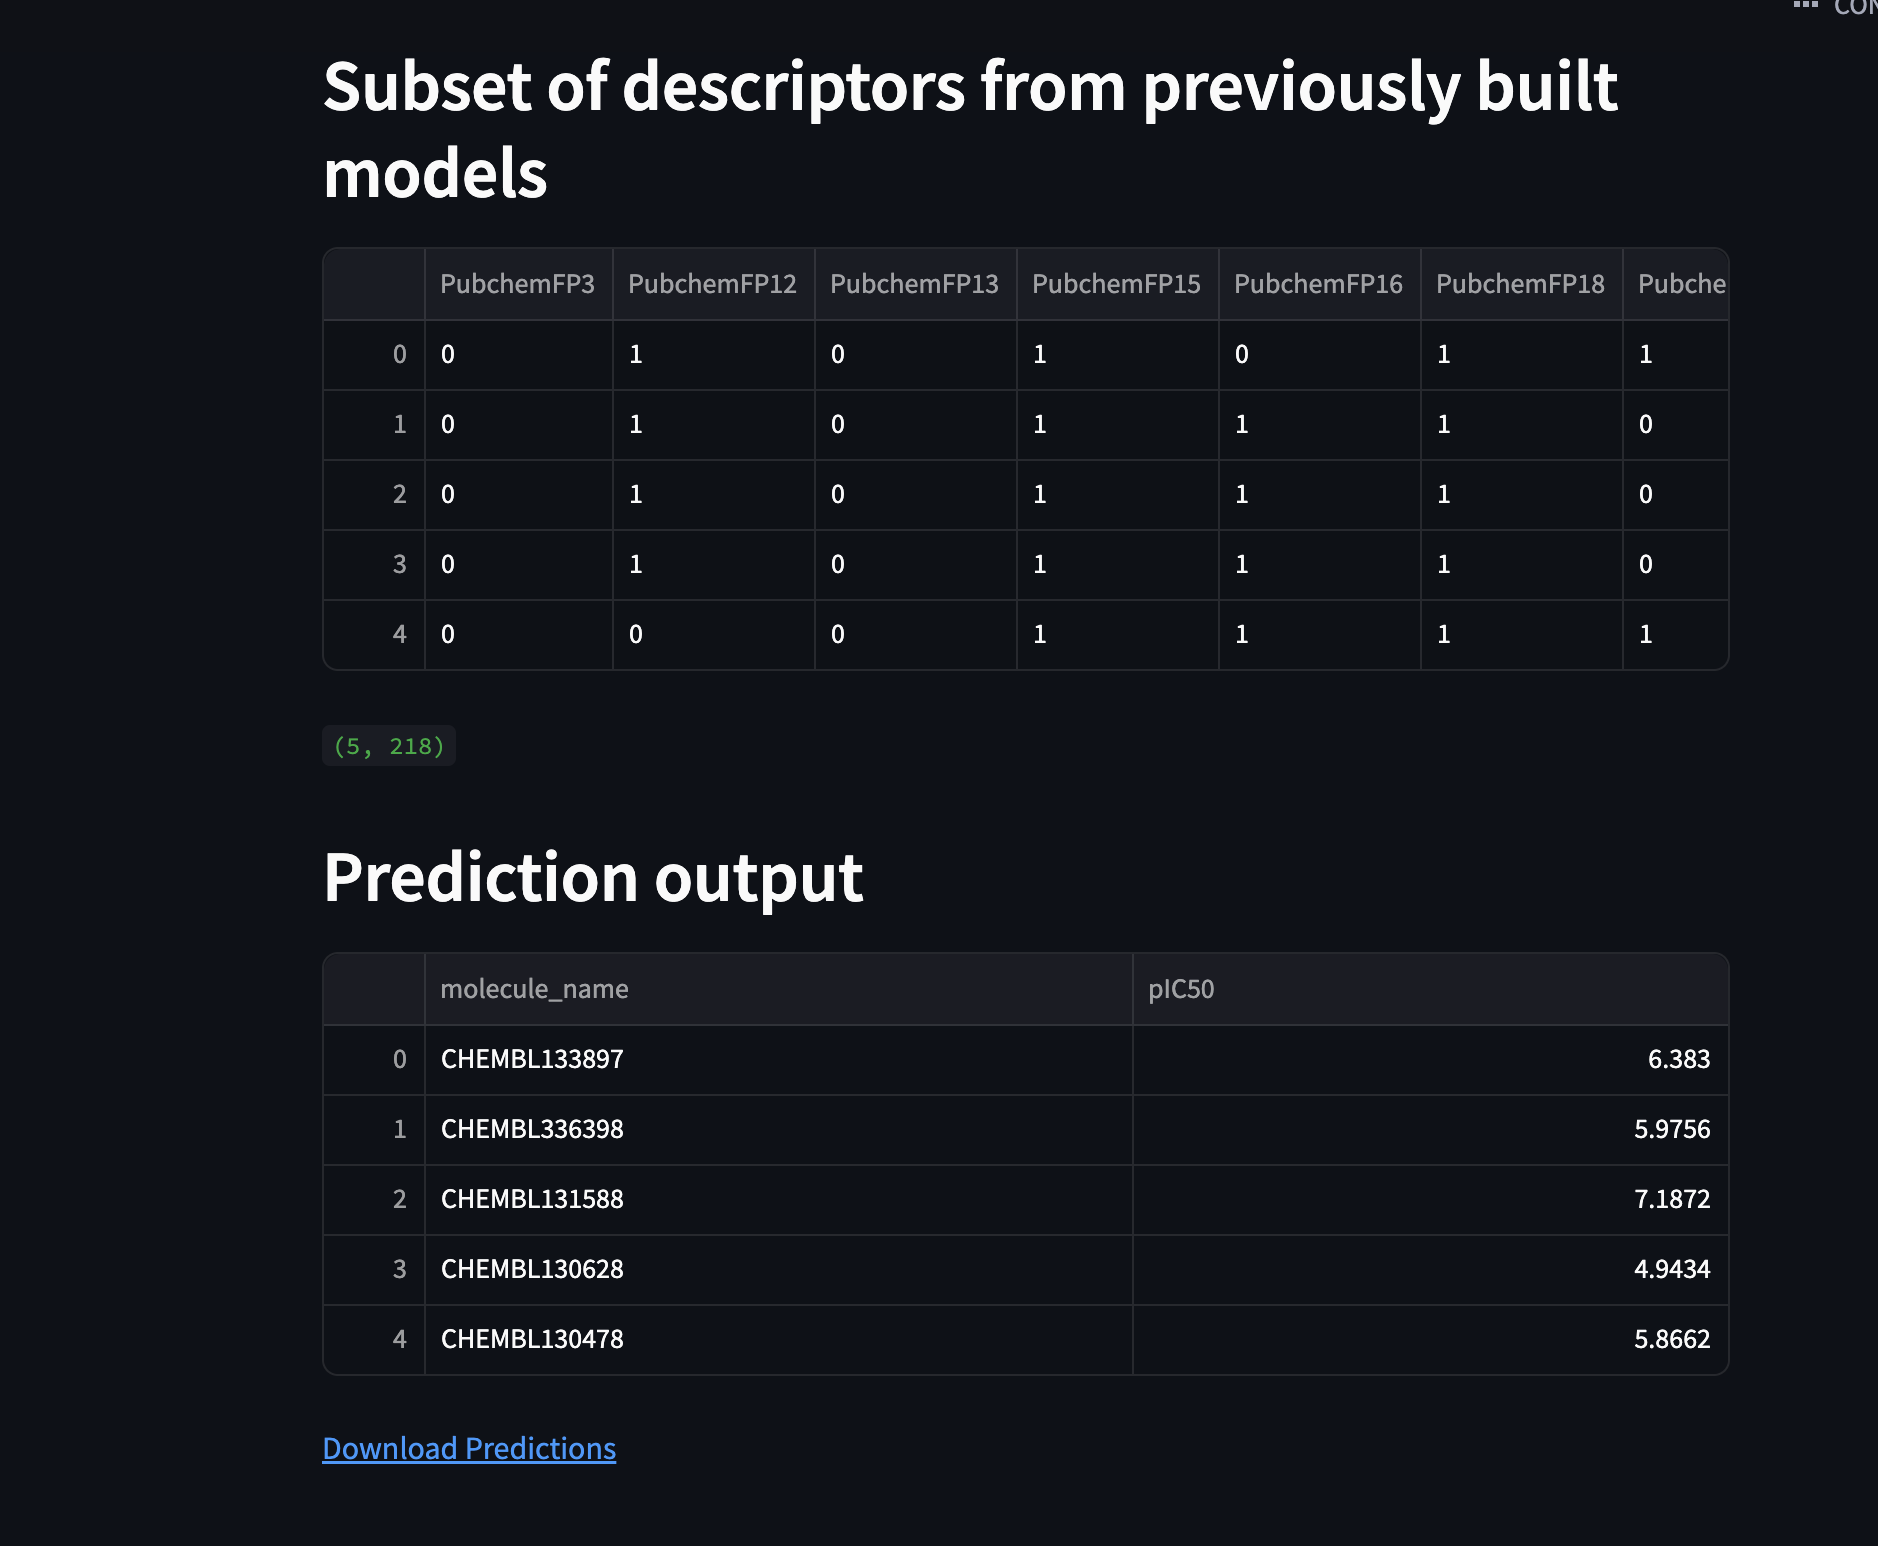 Subset of descriptors from previously built
models
PubchemFP3 PubchemFP12 PubchemFP13 PubchemFP15 PubchemFP16 PubchemFP18 Pubche
0 0 1 0 1 0 1 1
1 0 1 0 1 1 1 0
2 0 1 0 1 1 1 0
3 0 1 0 1 1 1 0
4 0 0 0 1 1 1 1
(5, 218)
Prediction output
molecule_name pIC50
0 CHEMBL133897 6.383
1 CHEMBL336398 5.9756
2 CHEMBL131588 7.1872
3 CHEMBL130628 4.9434
4 CHEMBL130478 5.8662
Download Predictions